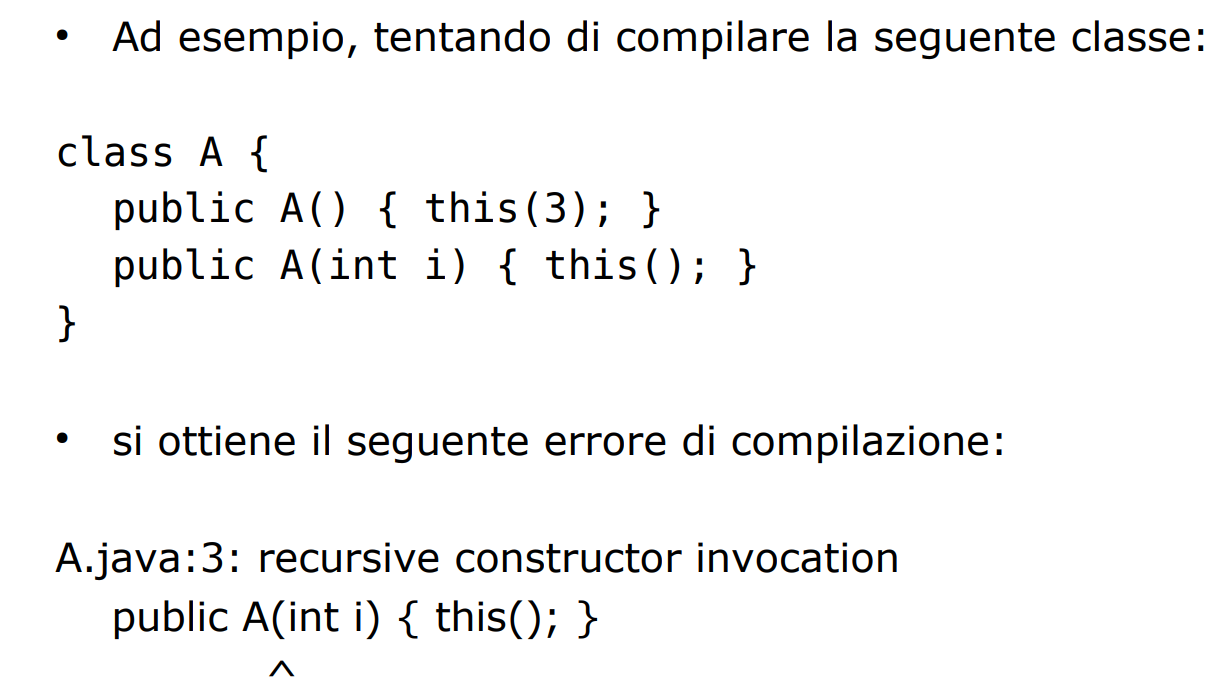 • Ad esempio, tentando di compilare la seguente classe:
class A {
public A() { this(3); }
public A(int i) { this(); }
}
• si ottiene il seguente errore di compilazione:
A.java:3: recursive constructor invocation
public A(int i) { this(); }
^